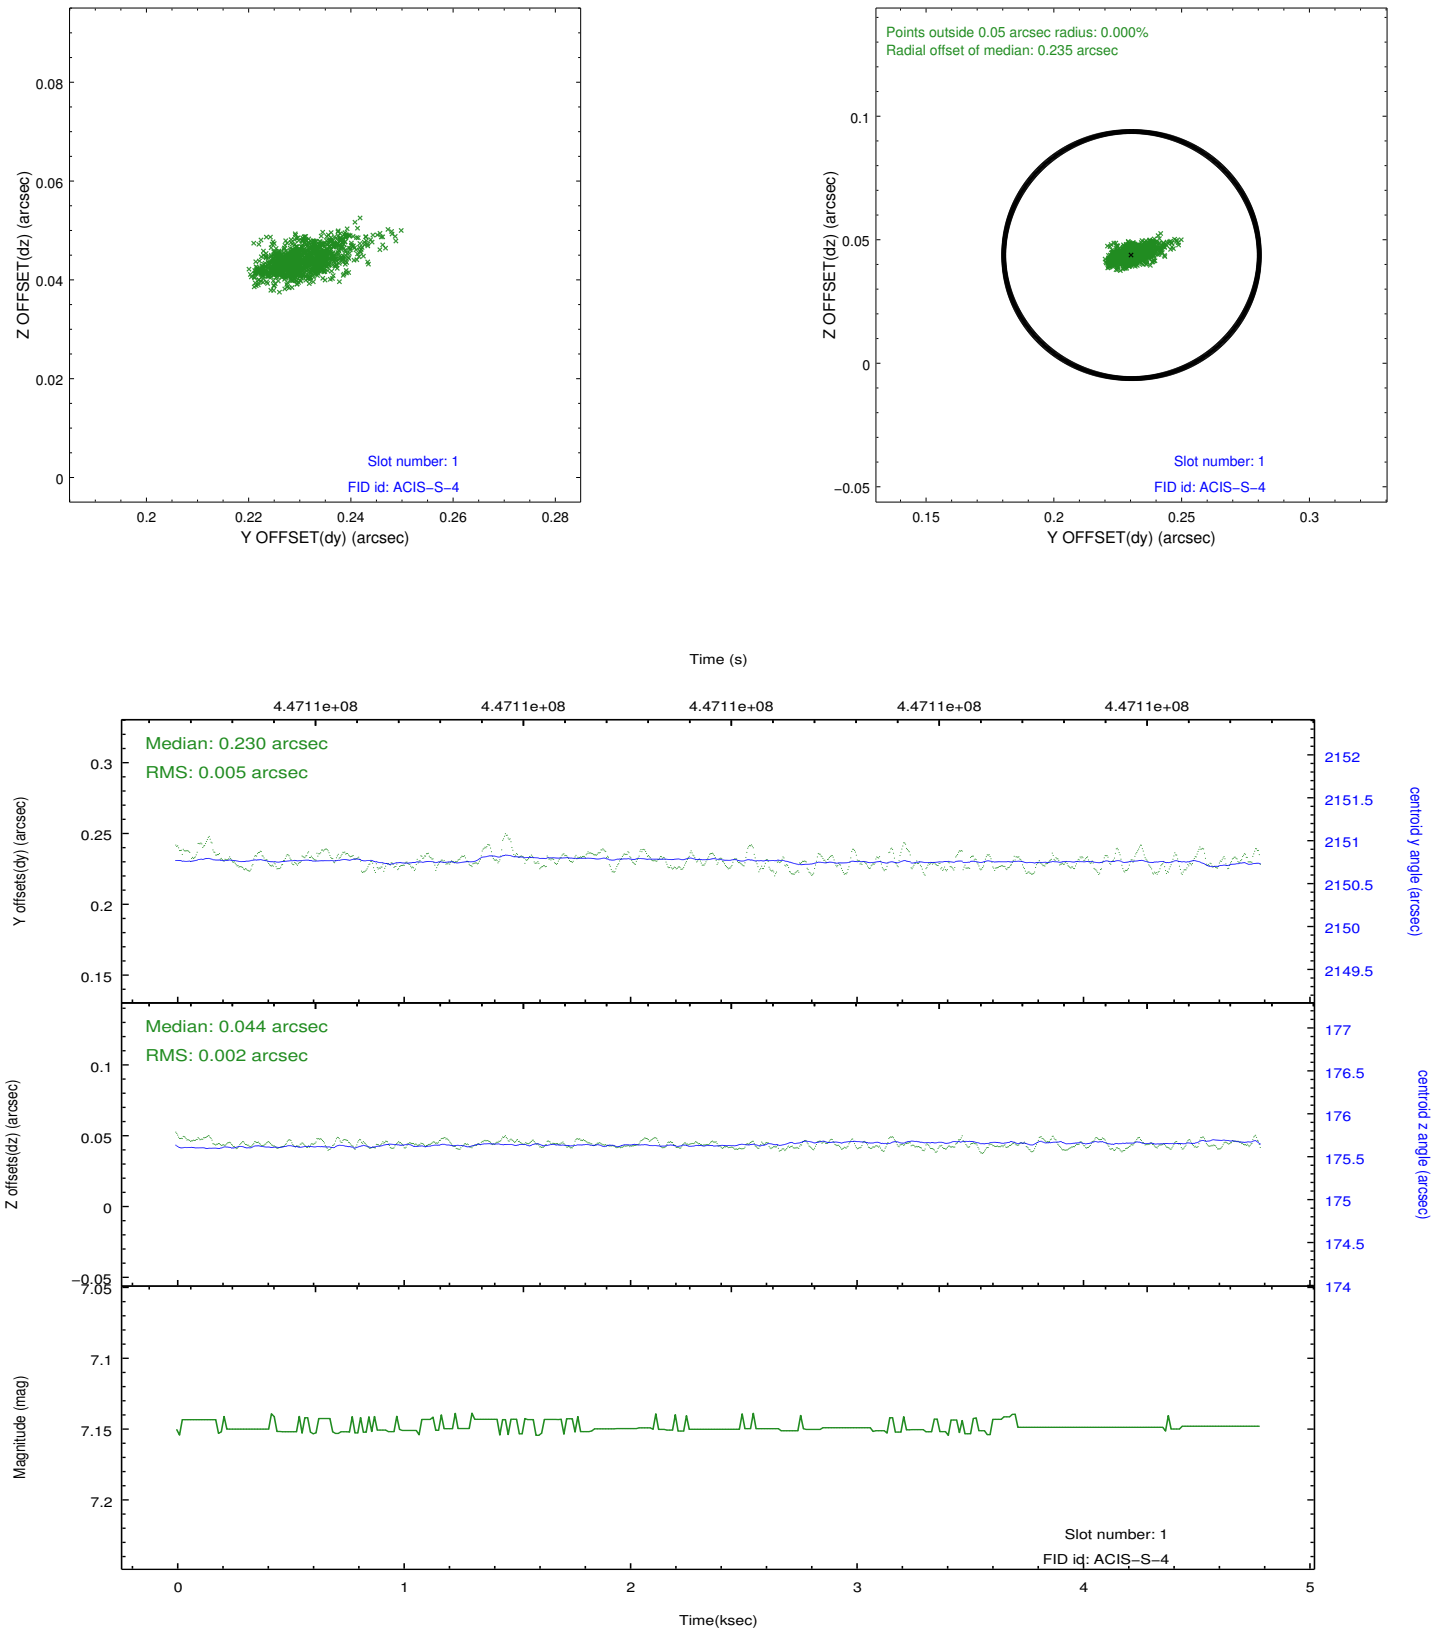 0.08
0.06
0.04
0.02
0
Z OFFSET(dz) (arcsec)
Slot number: 1
FID id: ACIS−S−4
0.2 0.22 0.24 0.26 0.28
Y OFFSET(dy) (arcsec)
Points outside 0.05 arcsec radius: 0.000%
Radial offset of median: 0.235 arcsec
0.1
0.05
0
−0.05
Z OFFSET(dz) (arcsec)
Slot number: 1
FID id: ACIS−S−4
0.15 0.2 0.25 0.3
Y OFFSET(dy) (arcsec)
Time (s)
4.4711e+08 4.4711e+08 4.4711e+08 4.4711e+08 4.4711e+08
Median: 0.230 arcsec
RMS: 0.005 arcsec
0.3
0.25
0.2
0.15
Y offsets(dy) (arcsec)
2152
2151.5
2151
2150.5
2150
2149.5
centroid y angle (arcsec)
Median: 0.044 arcsec
RMS: 0.002 arcsec
0.1
0.05
0
−0.05
Z offsets(dz) (arcsec)
177
176.5
176
175.5
175
174.5
174
centroid z angle (arcsec)
7.05
7.1
7.15
7.2
Magnitude (mag)
Slot number: 1
FID id: ACIS−S−4
0 1 2 3 4 5
Time(ksec)